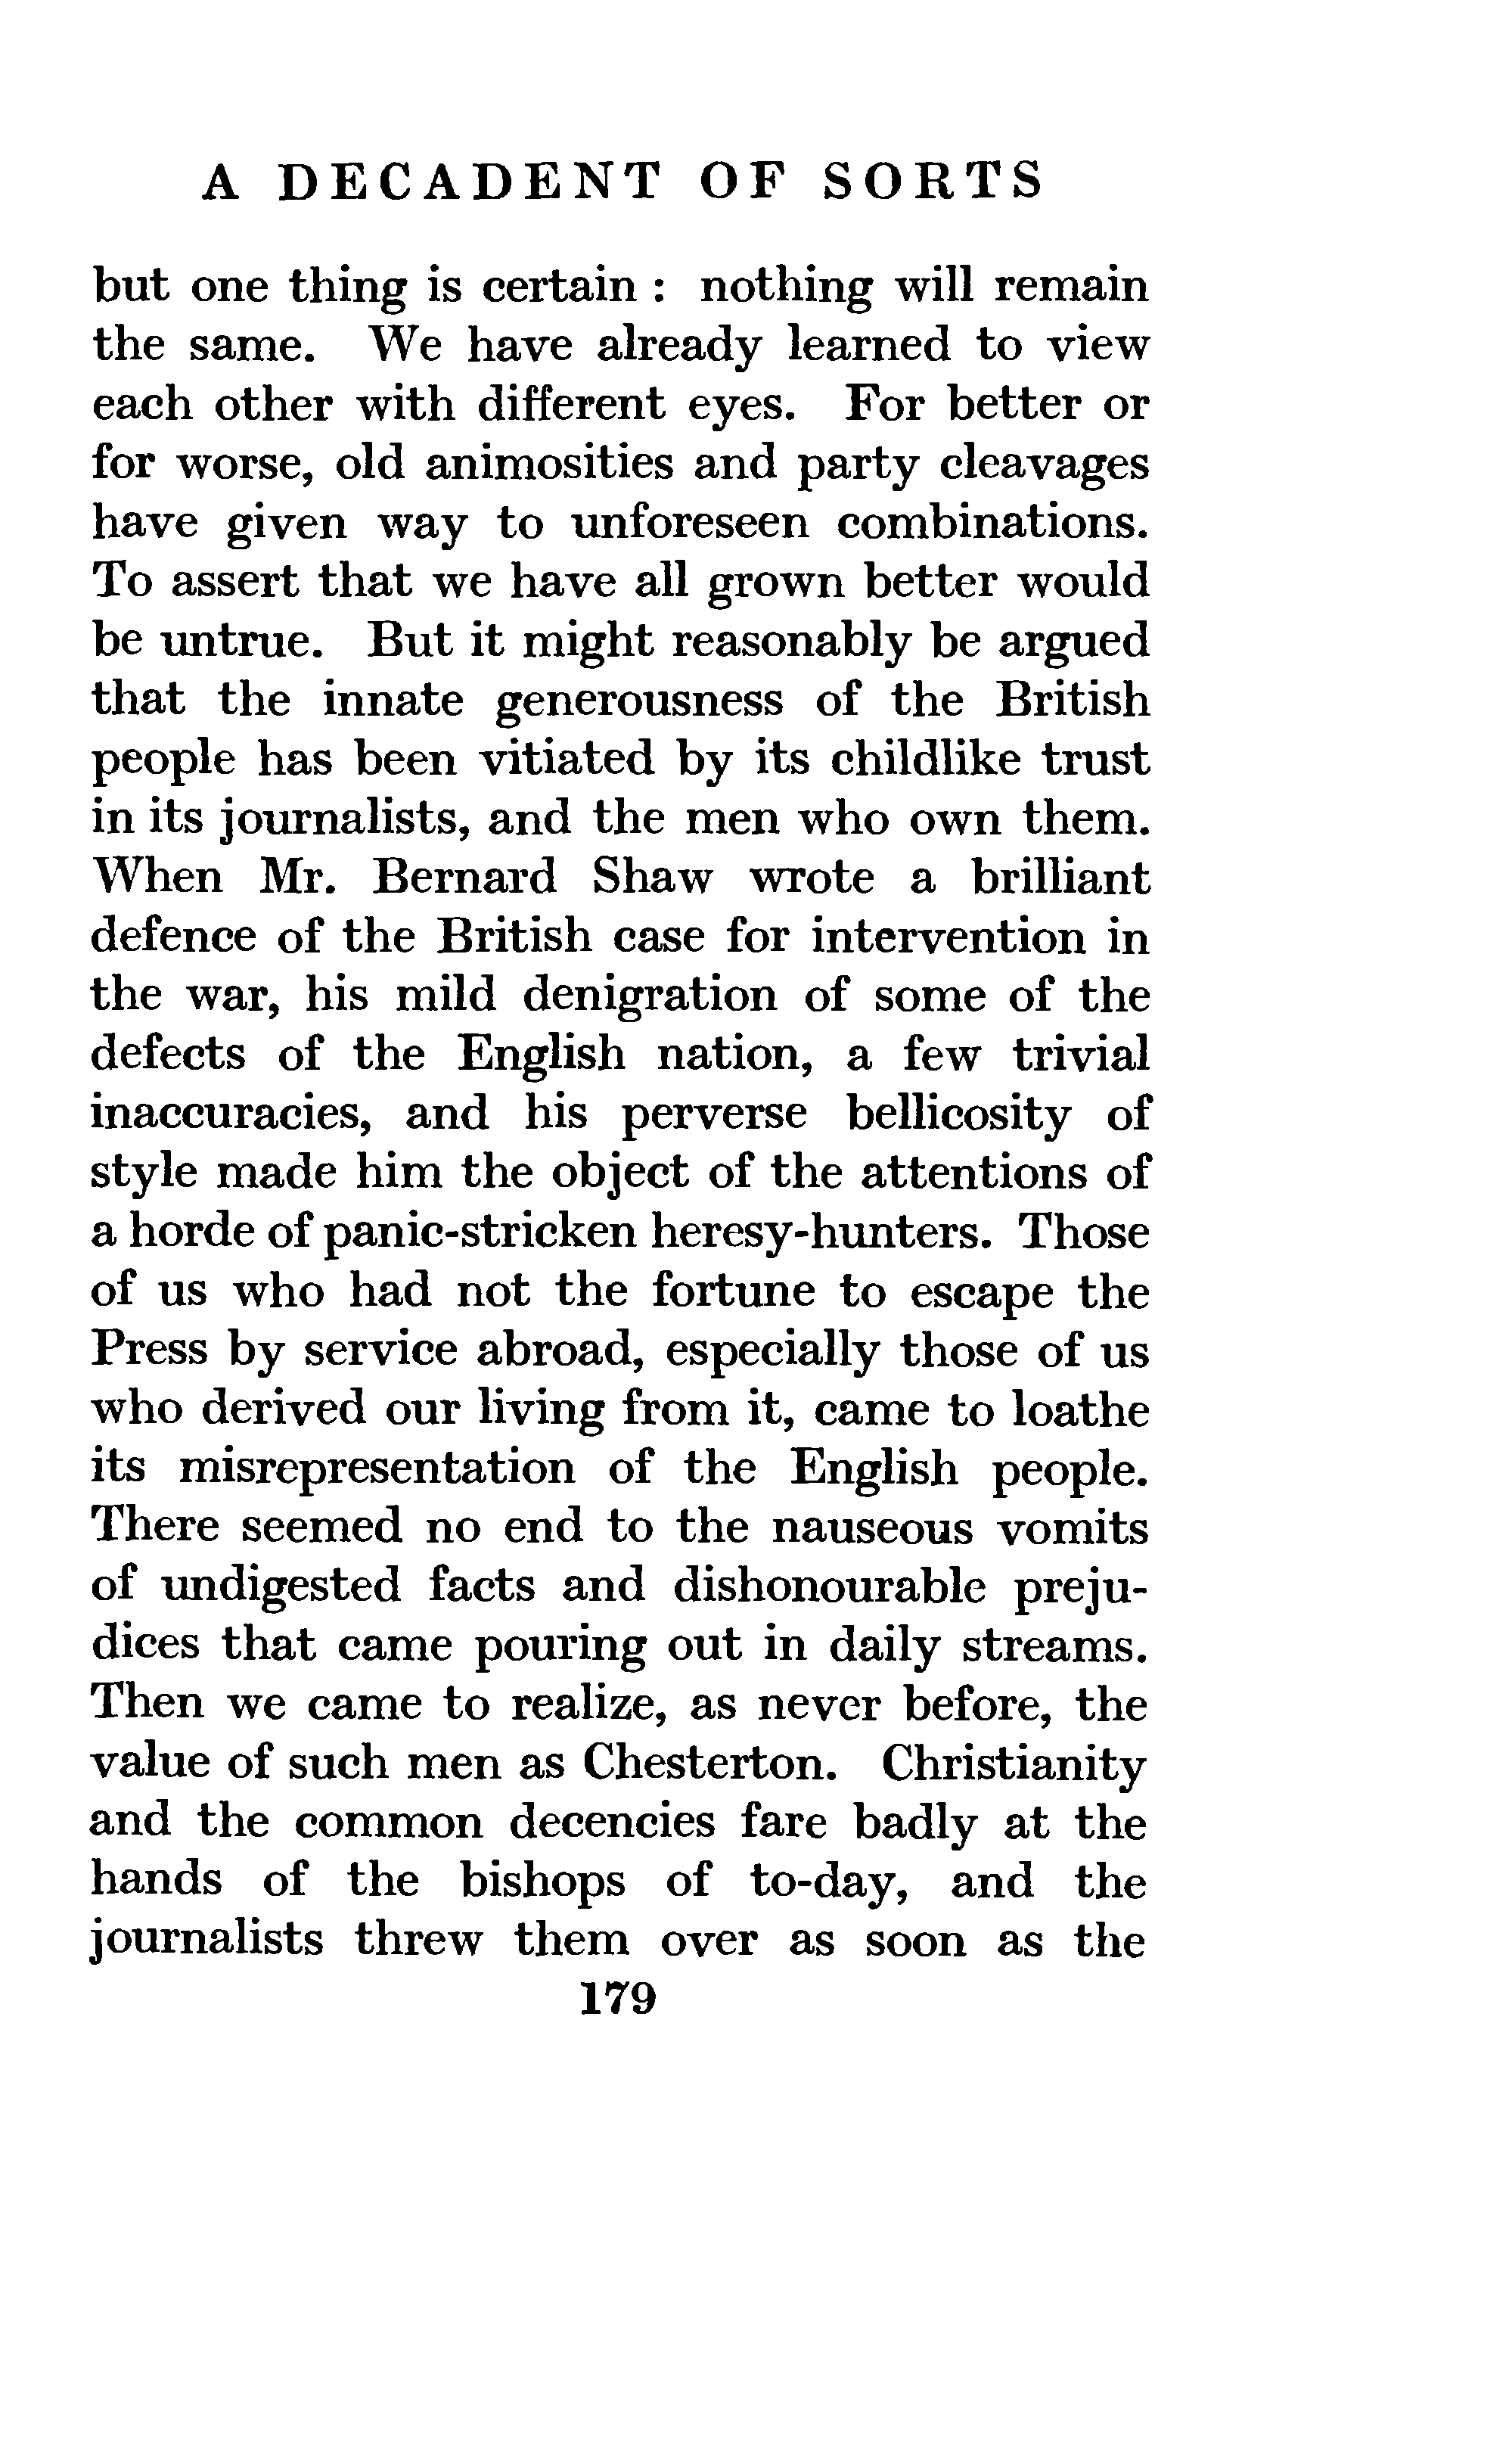 A DECADENT OF SORTS
but one thing is certain : nothing will remain
the same. We have already learned to view
each other with different eyes. For better or
for worse, old animosities and party cleavages
have given way to unforeseen combinations.
To assert that we have all grown better would
be untrue. But it might reasonably be argued
that the innate generousness of the British
people has been vitiated by its childlike trust
in its journalists, and the men who own them.
When Mr. Bernard Shaw wrote a brilliant
defence of the British case for intervention in
the war, his mild denigration of some of the
defects of the English nation, a few trivial
inaccuracies, and his perverse bellicosity of
style made him the object of the attentions of
a horde of panic-stricken heresy-hunters. Those
of us who had not the fortune to escape the
Press by service abroad, especially those of us
who derived our living from it, came to loathe
its misrepresentation of the English people.
There seemed no end to the nauseous vomits
of undigested facts and dishonourable preju-
dices that came pouring out in daily streams.
Then we came to realize, as never before, the
value of such men as Chesterton. Christianity
and the common decencies fare badly at the
hands of the bishops of to-day, and the
journalists threw them over as soon as the
179